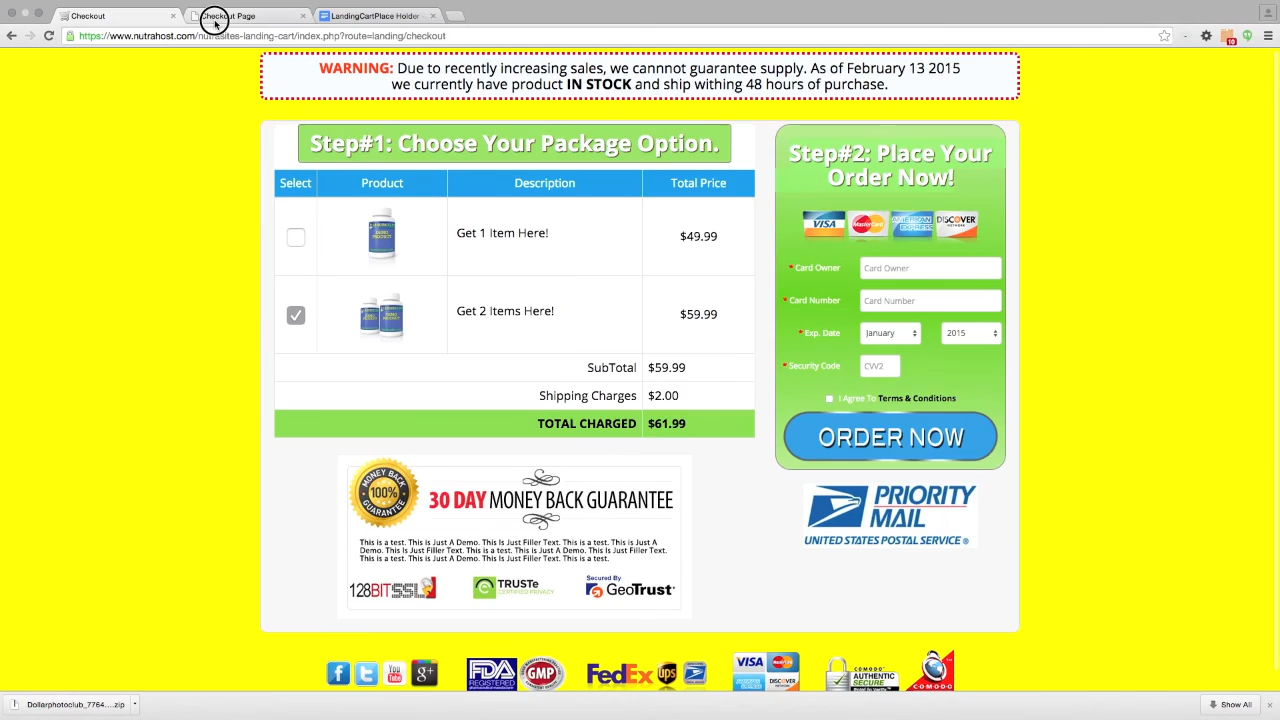 Checkout
Checkout Page
LandingCartPlace Holder
https://www.nutrahost.com/nutrasites-landing-cart/index.php?route=landing/checkout
10
WARNING: Due to recently increasing sales, we cannnot guarantee supply. As of February 13 2015
we currently have product IN STOCK and ship withing 48 hours of purchase.
Step#1: Choose Your Package Option.
Select
Product
Description
Total Price
Get 1 Item Here!
$49.99
Get 2 Items Here!
$59.99
SubTotal
$59.99
Shipping Charges
$2.00
TOTAL CHARGED
$61.99
MONEY BACK
100%
GUARANTEE
30 DAY MONEY BACK GUARANTEE
This is a test. This is Just A Demo. This Is Just Filler Text. This is a test. This is Just A
Demo. This Is Just Filler Text. This is a test. This is Just A Demo. This Is Just Filler Text.
This is a test. This is Just A Demo. This Is Just Filler Text. This is a test.
128BITSSL
TRUSTe
CERTIFIED PRIVACY
Secured By
GeoTrust
Step#2: Place Your
Order Now!
VISA
MasterCard
AMERICAN
EXPRESS
DISCOVER
NETWORK
* Card Owner
Card Owner
* Card Number
Card Number
* Exp. Date
January
2015
* Security Code
CVV2
I Agree To Terms & Conditions
ORDER NOW
PRIORITY
MAIL
UNITED STATES POSTAL SERVICE ®
f
You
Tube
g+
FDA
REGISTERED
GMP
FedEx
ups
VISA
MasterCard
DISCOVER
COMODO
AUTHENTIC
SECURE
COMODO
Dollarphotoclub_7764....zip
Show All